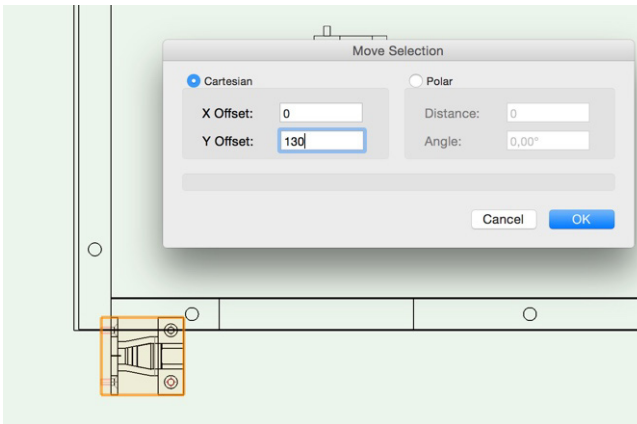 Move Selection
Cartesian
Polar
X Offset: 0
Distance: 0
Y Offset: 130
Angle: 0,00°
Cancel OK